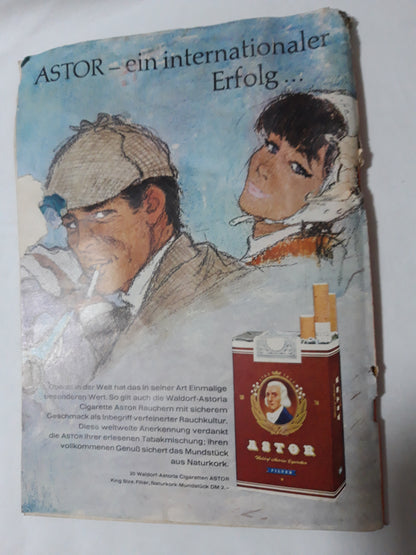 ASTOR – ein internationaler
Erfolg ...
Überall in der Welt hat das in seiner Art Einmalige
besonderen Wert. So gilt auch die Waldorf-Astoria
Cigarette ASTOR Rauchern mit sicherem
Geschmack als Inbegriff verfeinerter Rauchkultur.
Diese weltweite Anerkennung verdankt
die ASTOR ihrer erlesenen Tabakmischung; ihren
vollkommenen Genuß sichert das Mundstück
aus Naturkork.
20 Waldorf-Astoria Cigaretten ASTOR
King Size, Filter, Naturkork-Mundstück DM 2.–
ASTOR
Waldorf-Astoria Cigaretten
FILTER